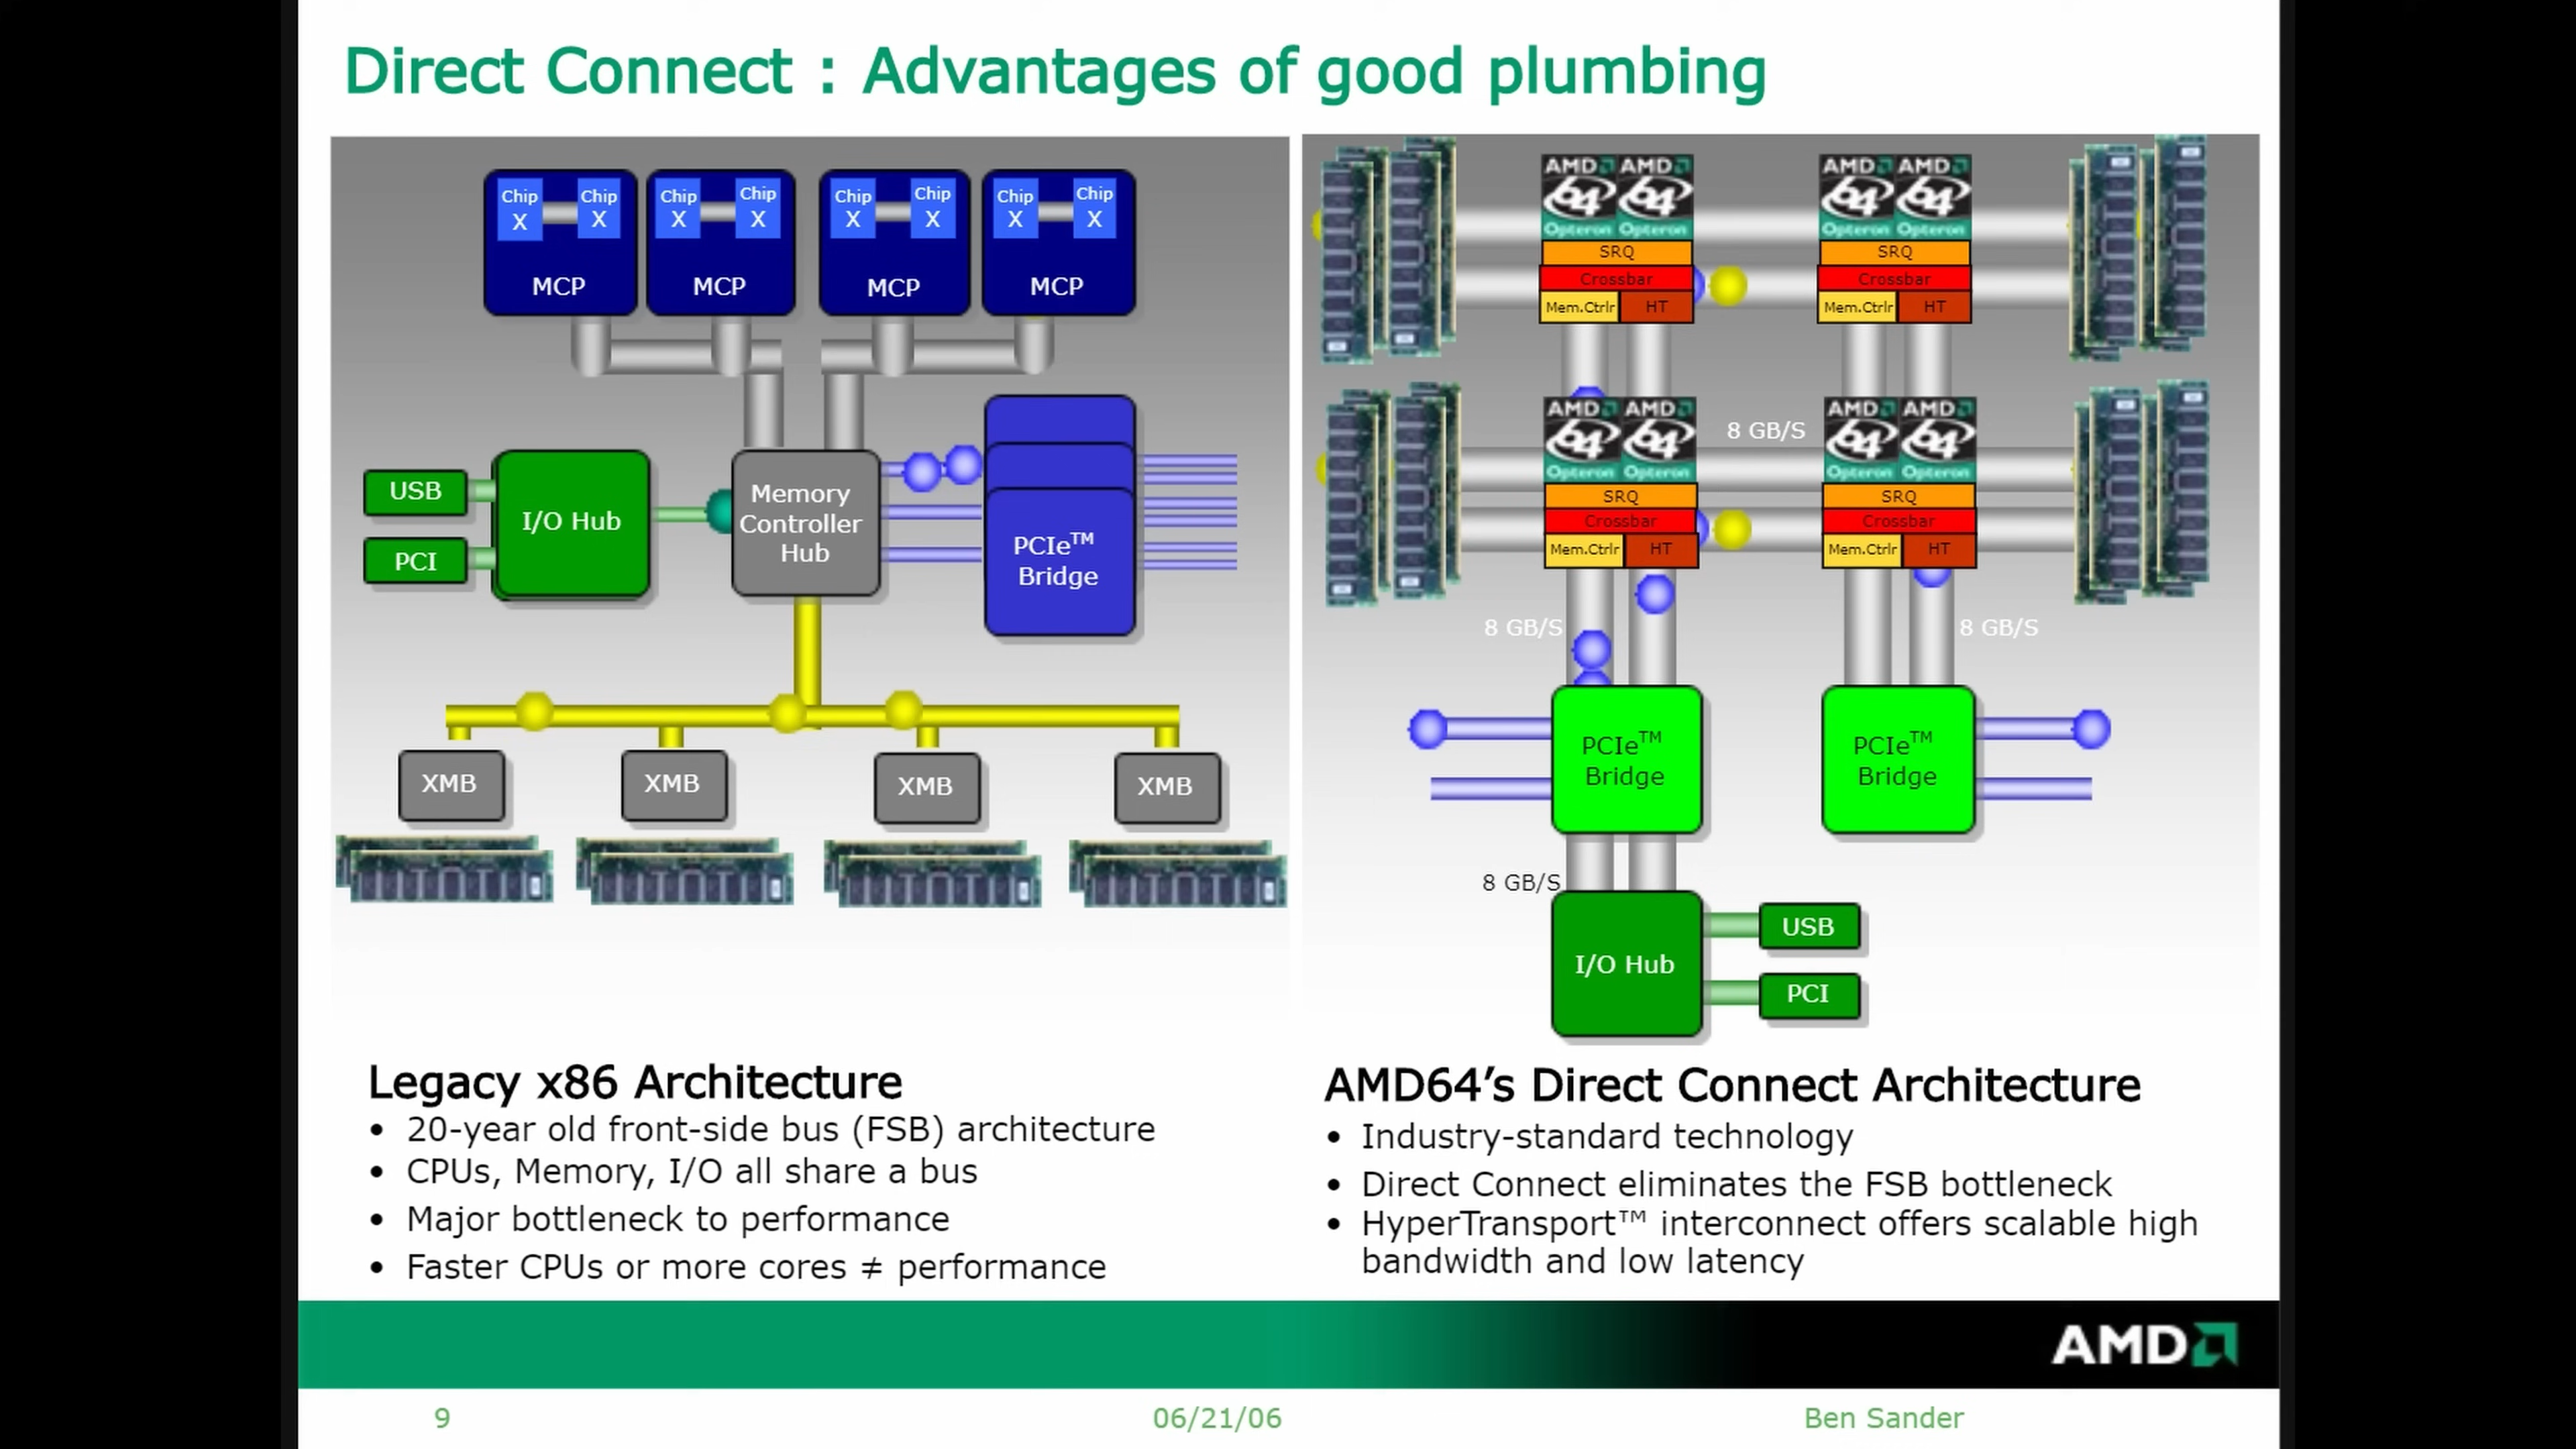 Direct Connect : Advantages of good plumbing
Chip X Chip X
MCP
Chip X Chip X
MCP
Chip X Chip X
MCP
Chip X Chip X
MCP
USB
PCI
I/O Hub
Memory
Controller
Hub
PCIe™
Bridge
XMB
XMB
XMB
XMB
AMD 64 Opteron AMD 64 Opteron
SRQ
Crossbar
Mem.Ctrlr HT
AMD 64 Opteron AMD 64 Opteron
SRQ
Crossbar
Mem.Ctrlr HT
8 GB/S
AMD 64 Opteron AMD 64 Opteron
SRQ
Crossbar
Mem.Ctrlr HT
AMD 64 Opteron AMD 64 Opteron
SRQ
Crossbar
Mem.Ctrlr HT
8 GB/S
8 GB/S
PCIe™
Bridge
PCIe™
Bridge
8 GB/S
I/O Hub
USB
PCI
Legacy x86 Architecture
• 20-year old front-side bus (FSB) architecture
• CPUs, Memory, I/O all share a bus
• Major bottleneck to performance
• Faster CPUs or more cores ≠ performance
AMD64’s Direct Connect Architecture
• Industry-standard technology
• Direct Connect eliminates the FSB bottleneck
• HyperTransport™ interconnect offers scalable high
bandwidth and low latency
AMD
9
06/21/06
Ben Sander